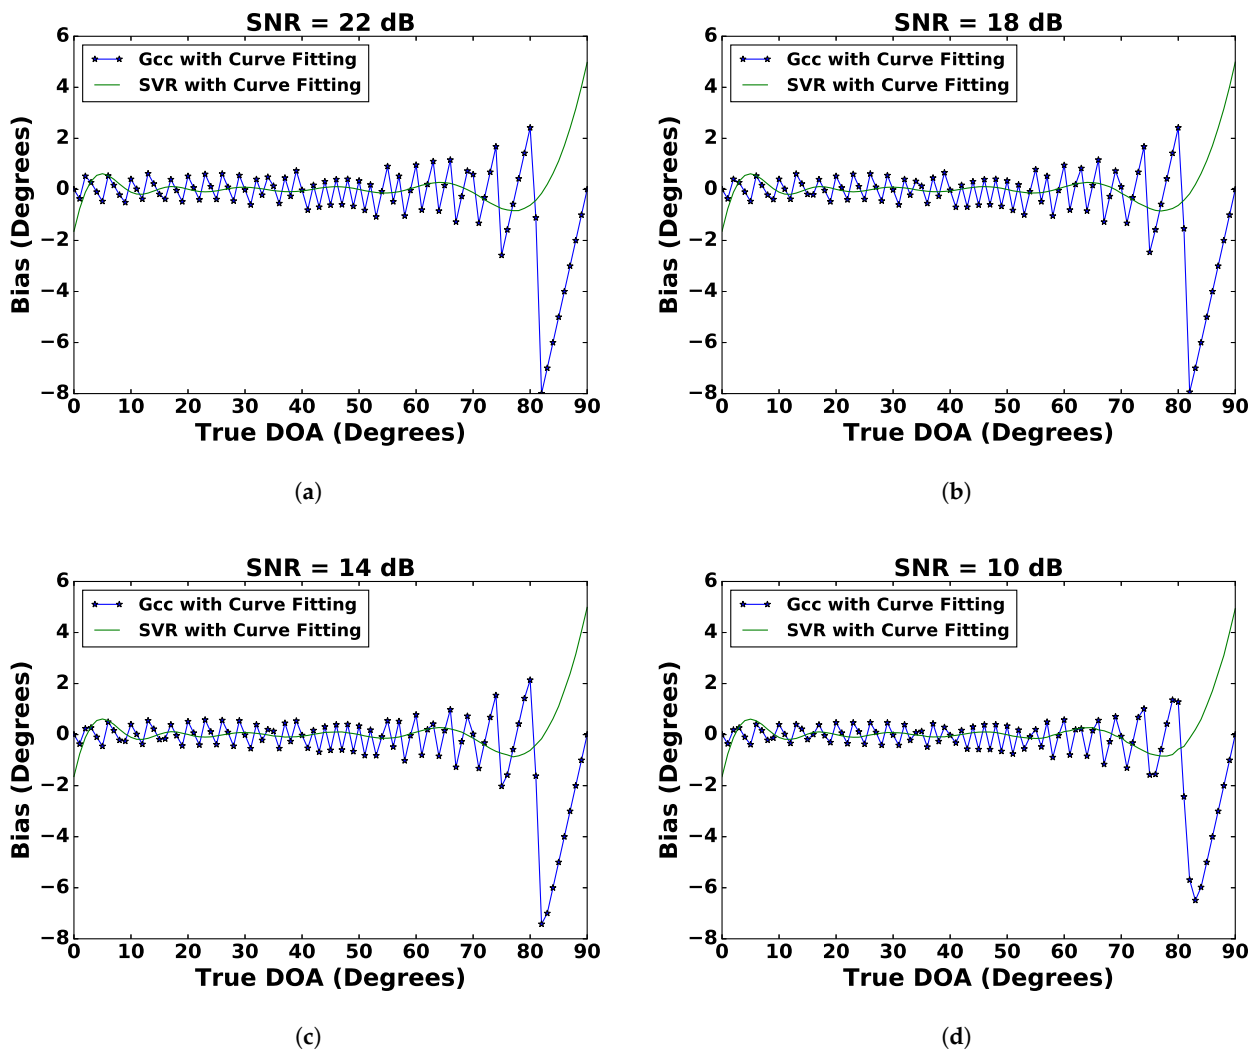 SNR = 22 dB
Gcc with Curve Fitting
SVR with Curve Fitting
Bias (Degrees)
6
4
2
0
−2
−4
−6
−8
0 10 20 30 40 50 60 70 80 90
True DOA (Degrees)
(a)
SNR = 18 dB
Gcc with Curve Fitting
SVR with Curve Fitting
Bias (Degrees)
6
4
2
0
−2
−4
−6
−8
0 10 20 30 40 50 60 70 80 90
True DOA (Degrees)
(b)
SNR = 14 dB
Gcc with Curve Fitting
SVR with Curve Fitting
Bias (Degrees)
6
4
2
0
−2
−4
−6
−8
0 10 20 30 40 50 60 70 80 90
True DOA (Degrees)
(c)
SNR = 10 dB
Gcc with Curve Fitting
SVR with Curve Fitting
Bias (Degrees)
6
4
2
0
−2
−4
−6
−8
0 10 20 30 40 50 60 70 80 90
True DOA (Degrees)
(d)